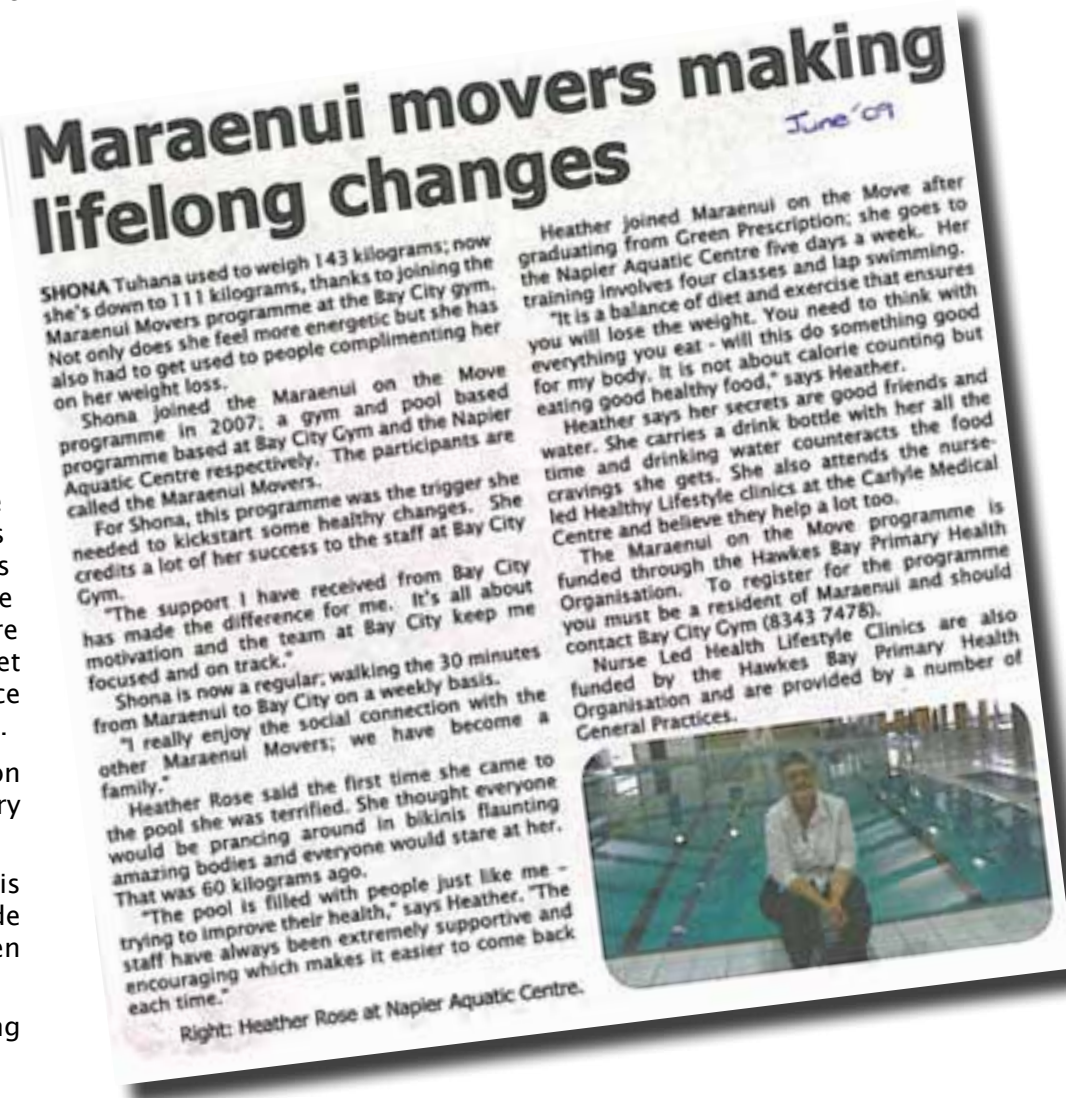 Maraenui movers making
lifelong changes
June '09
SHONA Tuhana used to weigh 143 kilograms; now
she's down to 111 kilograms, thanks to joining the
Maraenui Movers programme at the Bay City gym.
Not only does she feel more energetic but she has
also had to get used to people complimenting her
on her weight loss.
Shona joined the Maraenui on the Move
programme in 2007; a gym and pool based
programme based at Bay City Gym and the Napier
Aquatic Centre respectively. The participants are
called the Maraenui Movers.
For Shona, this programme was the trigger she
needed to kickstart some healthy changes. She
credits a lot of her success to the staff at Bay City
Gym.
"The support I have received from Bay City
has made the difference for me. It's all about
motivation and the team at Bay City keep me
focused and on track."
Shona is now a regular; walking the 30 minutes
from Maraenui to Bay City on a weekly basis.
"I really enjoy the social connection with the
other Maraenui Movers; we have become a
family."
Heather Rose said the first time she came to
the pool she was terrified. She thought everyone
would be prancing around in bikinis flaunting
amazing bodies and everyone would stare at her.
That was 60 kilograms ago.
"The pool is filled with people just like me –
trying to improve their health," says Heather. "The
staff have always been extremely supportive and
encouraging which makes it easier to come back
each time."
Right: Heather Rose at Napier Aquatic Centre.
Heather joined Maraenui on the Move after
graduating from Green Prescription; she goes to
the Napier Aquatic Centre five days a week. Her
training involves four classes and lap swimming.
"It is a balance of diet and exercise that ensures
you will lose the weight. You need to think with
everything you eat - will this do something good
for my body. It is not about calorie counting but
eating good healthy food," says Heather.
Heather says her secrets are good friends and
water. She carries a drink bottle with her all the
time and drinking water counteracts the food
cravings she gets. She also attends the nurse-
led Healthy Lifestyle clinics at the Carlyle Medical
Centre and believe they help a lot too.
The Maraenui on the Move programme is
funded through the Hawkes Bay Primary Health
Organisation. To register for the programme
you must be a resident of Maraenui and should
contact Bay City Gym (8343 7478).
Nurse Led Health Lifestyle Clinics are also
funded by the Hawkes Bay Primary Health
Organisation and are provided by a number of
General Practices.